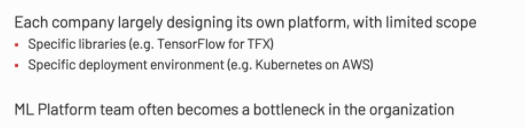 Each company largely designing its own platform, with limited scope
▪ Specific libraries (e.g. TensorFlow for TFX)
▪ Specific deployment environment (e.g. Kubernetes on AWS)
ML Platform team often becomes a bottleneck in the organization